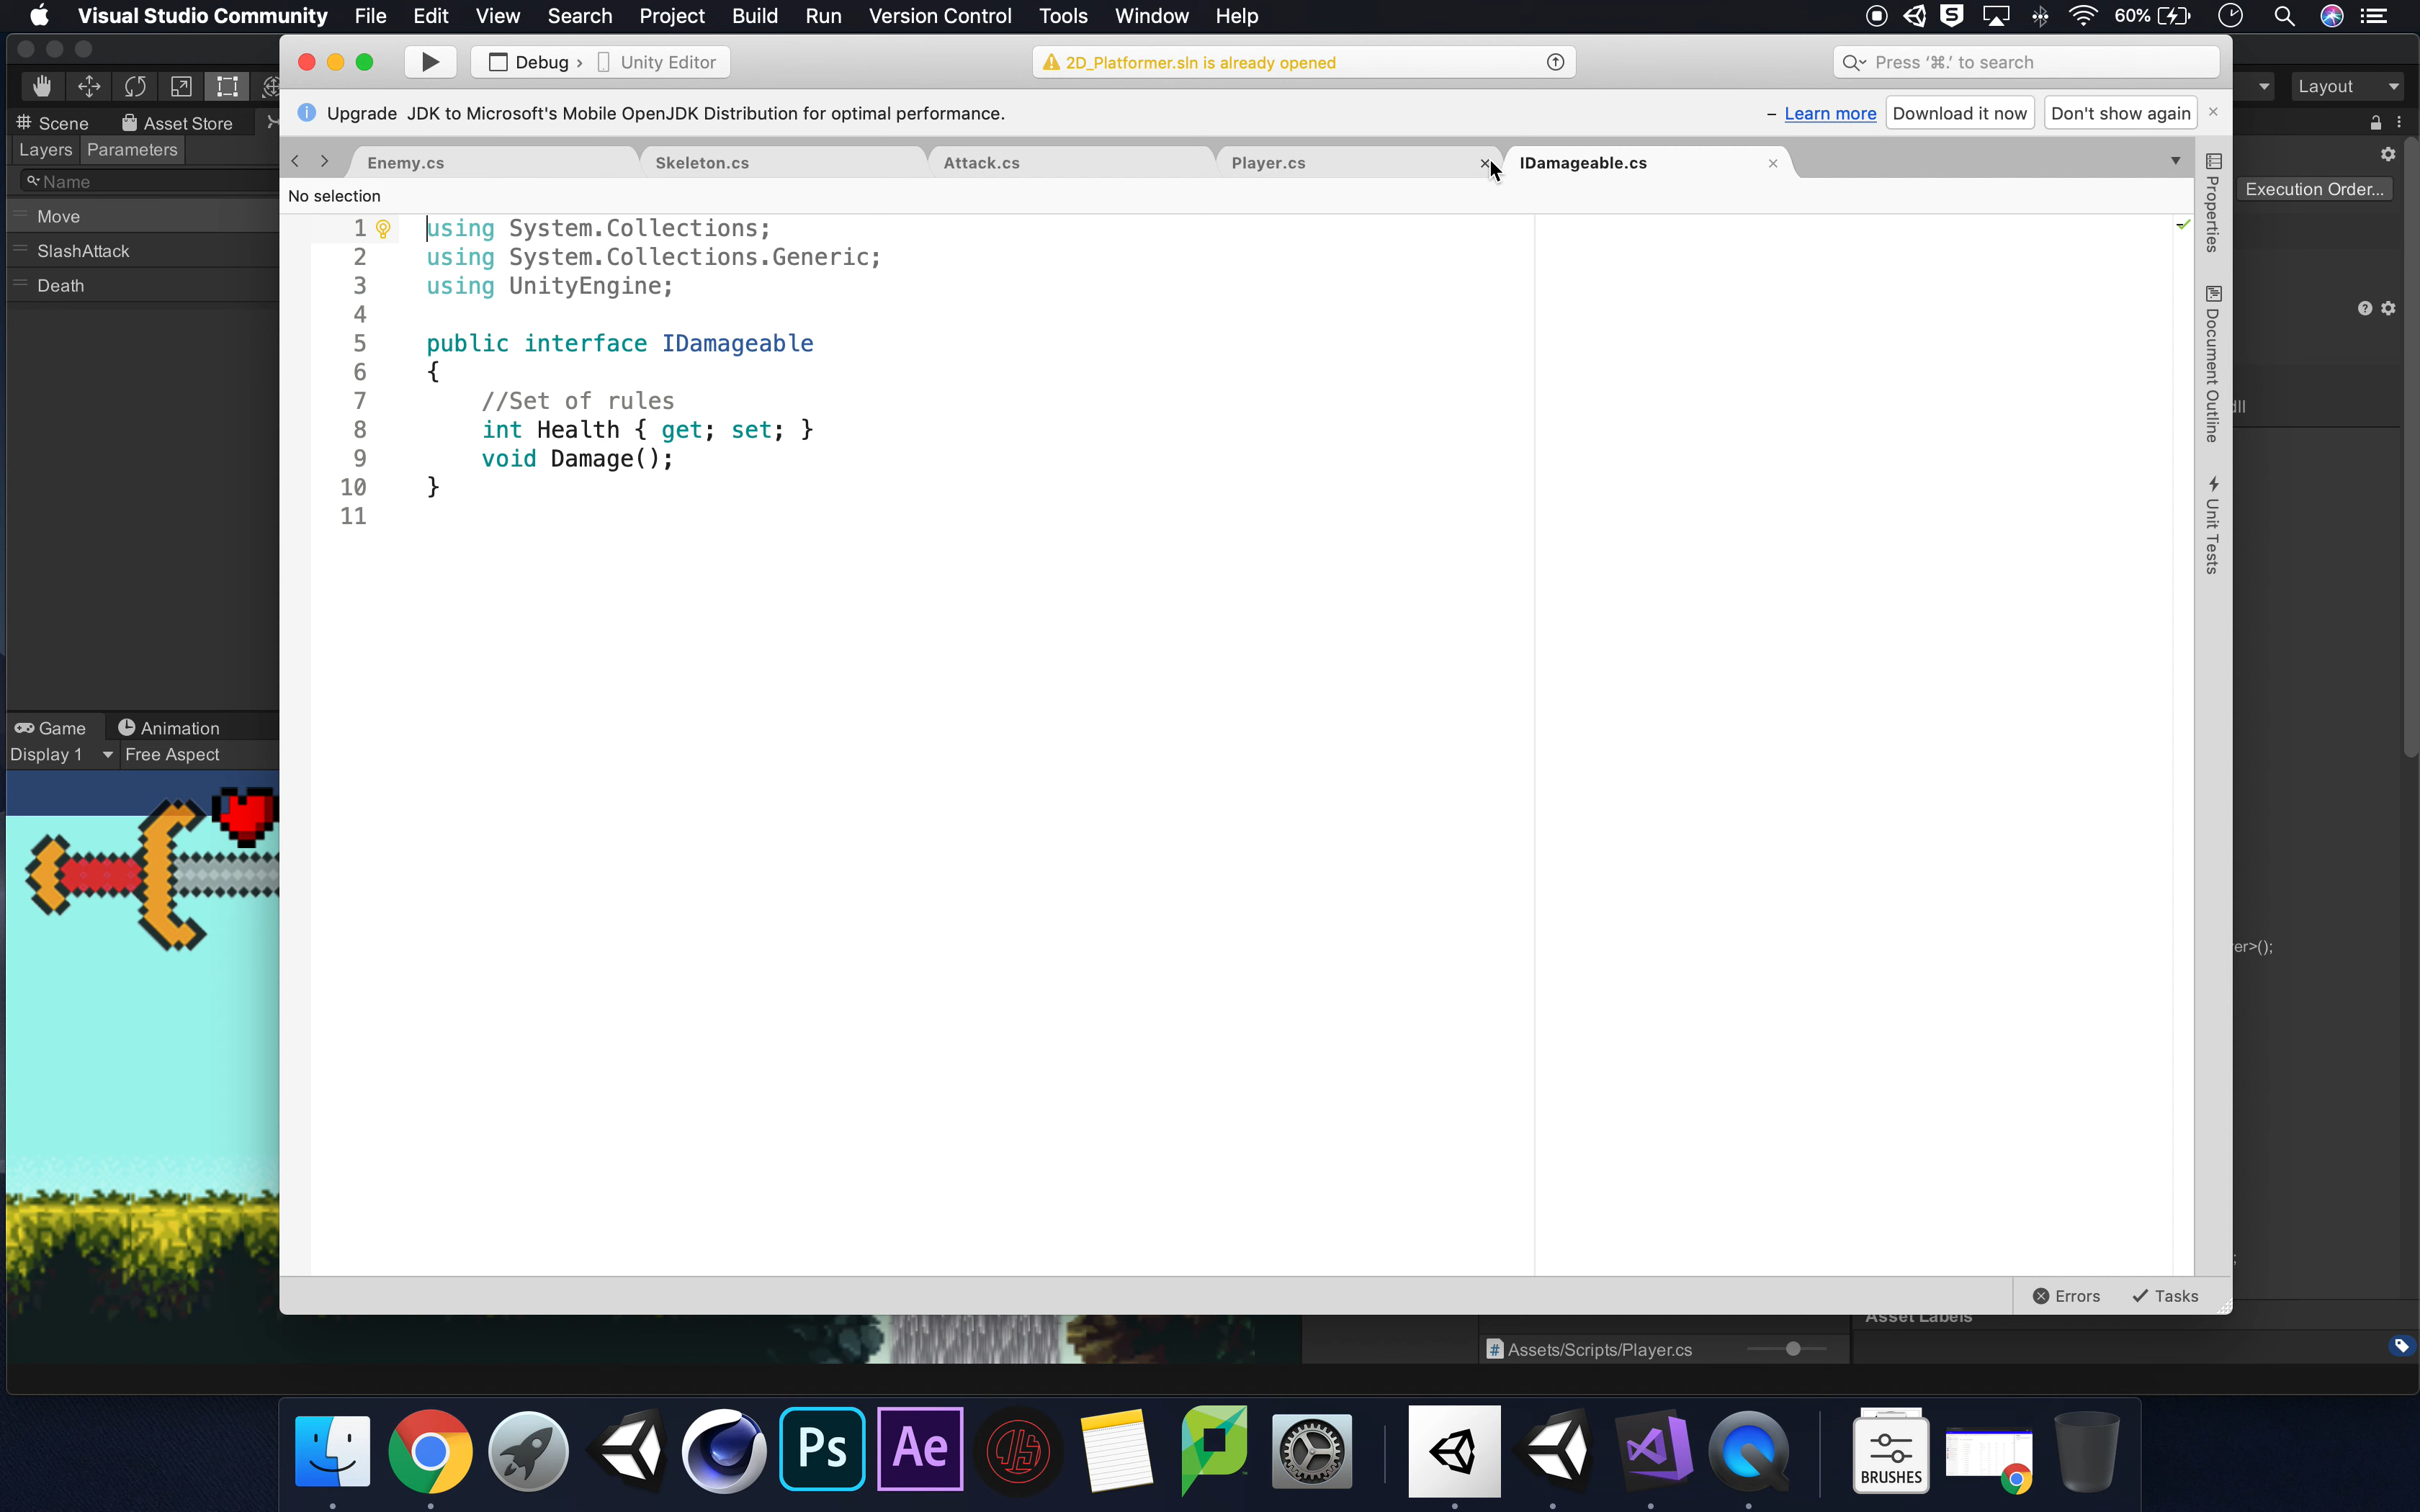 Visual Studio Community File Edit View Search Project Build Run Version Control Tools Window Help 60%
Debug › Unity Editor
2D_Platformer.sln is already opened
Press ‘⌘.’ to search
Layout
Upgrade JDK to Microsoft's Mobile OpenJDK Distribution for optimal performance.
– Learn more Download it now Don't show again
Scene Asset Store
Layers Parameters
Enemy.cs Skeleton.cs Attack.cs Player.cs IDamageable.cs
Name
No selection
Execution Order...
Move
SlashAttack
Death
1 using System.Collections;
2 using System.Collections.Generic;
3 using UnityEngine;
4
5 public interface IDamageable
6 {
7 //Set of rules
8 int Health { get; set; }
9 void Damage();
10 }
11
Properties
Document Outline
Unit Tests
Game Animation
Display 1 Free Aspect
er>();
Errors Tasks
Asset Labels
Assets/Scripts/Player.cs
Ps Ae
BRUSHES